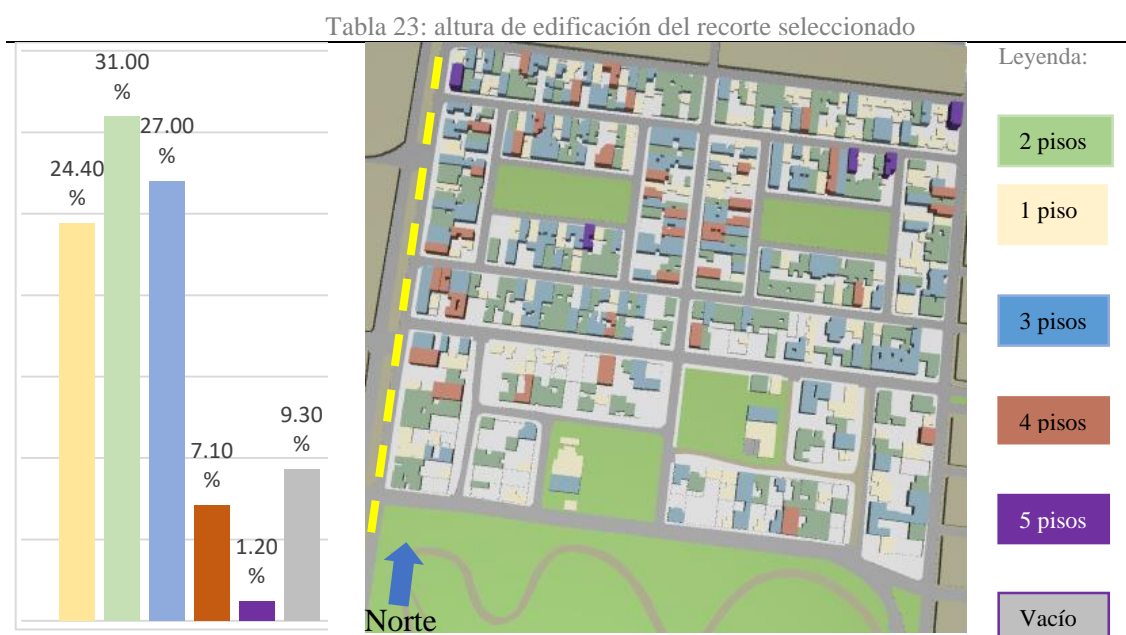 Tabla 23: altura de edificación del recorte seleccionado
24.40
%
31.00
%
27.00
%
7.10
%
1.20
%
9.30
%
Norte
Leyenda:
2 pisos
1 piso
3 pisos
4 pisos
5 pisos
Vacío